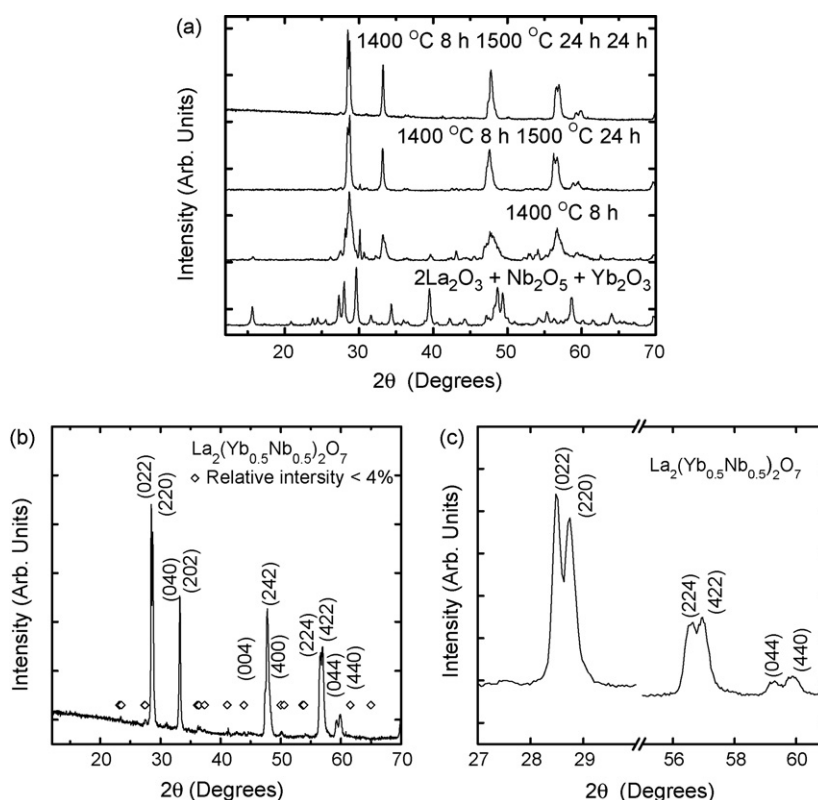 (a)
1400 °C 8 h 1500 °C 24 h 24 h
1400 °C 8 h 1500 °C 24 h
1400 °C 8 h
2La₂O₃ + Nb₂O₅ + Yb₂O₃
Intensity (Arb. Units)
20 30 40 50 60 70
2θ (Degrees)
(b)
La₂(Yb₀.₅Nb₀.₅)₂O₇
◇ Relative intersity < 4%
(022)
(220)
(040)
(202)
(004)
(242)
(400)
(224)
(422)
(044)
(440)
Intensity (Arb. Units)
20 30 40 50 60 70
2θ (Degrees)
(c)
La₂(Yb₀.₅Nb₀.₅)₂O₇
(022)
(220)
(224)
(422)
(044)
(440)
Intensity (Arb. Units)
27 28 29 56 58 60
2θ (Degrees)